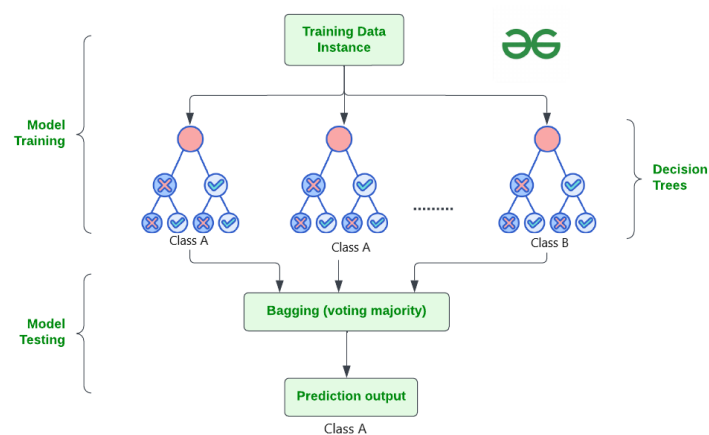 Training Data
Instance
Model
Training
Decision
Trees
.........
Class A
Class A
Class B
Bagging (voting majority)
Model
Testing
Prediction output
Class A